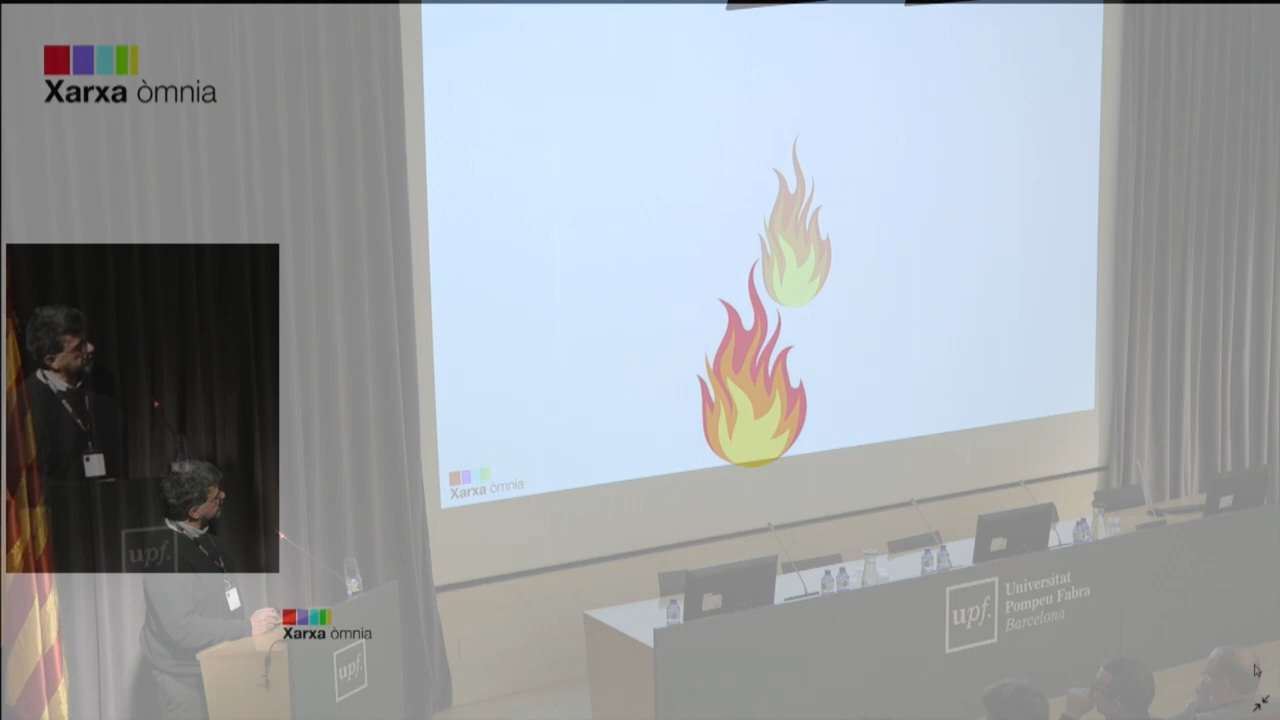 Xarxa òmnia
upf.
Xarxa òmnia
Xarxa òmnia
upf.
upf.
Universitat
Pompeu Fabra
Barcelona